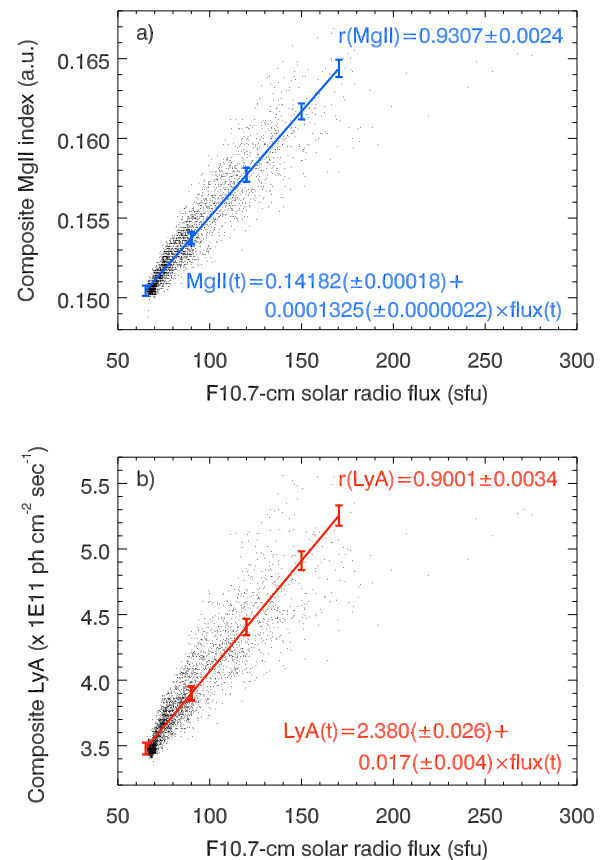 a)
r(MgII)=0.9307±0.0024
0.165
0.160
0.155
0.150
Composite MgII index (a.u.)
MgII(t)=0.14182(±0.00018)+
0.0001325(±0.0000022)×flux(t)
50 100 150 200 250 300
F10.7-cm solar radio flux (sfu)
b)
r(LyA)=0.9001±0.0034
5.5
5.0
4.5
4.0
3.5
Composite LyA (x 1E11 ph cm⁻² sec⁻¹)
LyA(t)=2.380(±0.026)+
0.017(±0.004)×flux(t)
50 100 150 200 250 300
F10.7-cm solar radio flux (sfu)